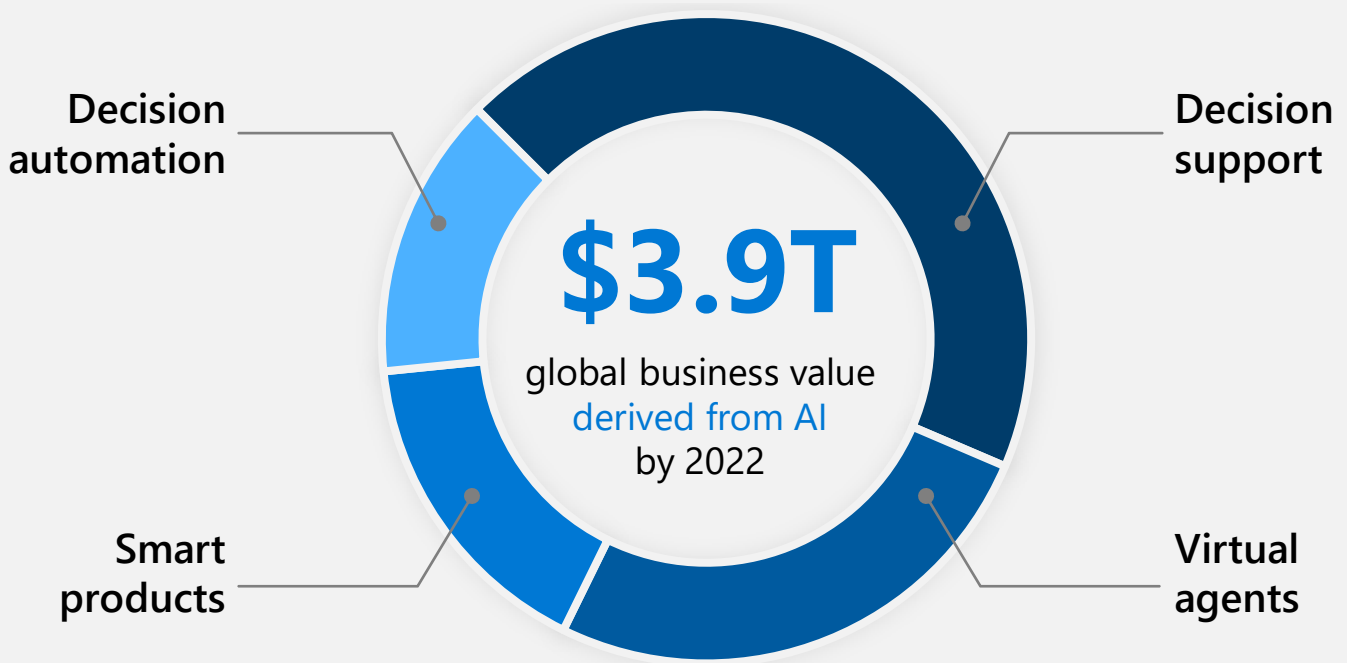 Decision
automation
Decision
support
$3.9T
global business value
derived from AI
by 2022
Smart
products
Virtual
agents